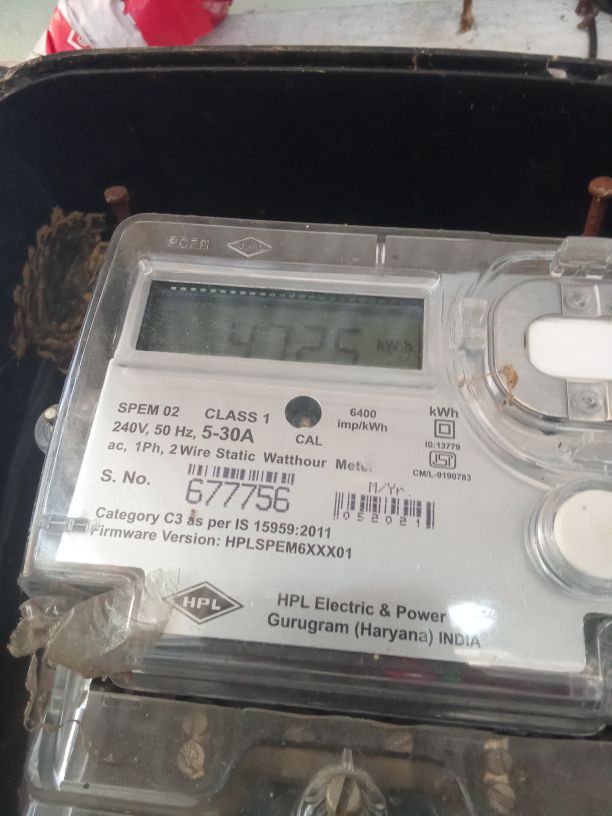 4725 kWh
SPEM 02 CLASS 1
240V, 50 Hz, 5-30A
CAL
6400
imp/kWh
kWh
IS:13779
CM/L-9190783
ac, 1Ph, 2 Wire Static Watthour
S. No. 677756
M/Yr.
052021
Category C3 as per IS 15959:2011
Firmware Version: HPLSPEM6XXX01
HPL
HPL Electric & Power
Gurugram (Haryana) INDIA